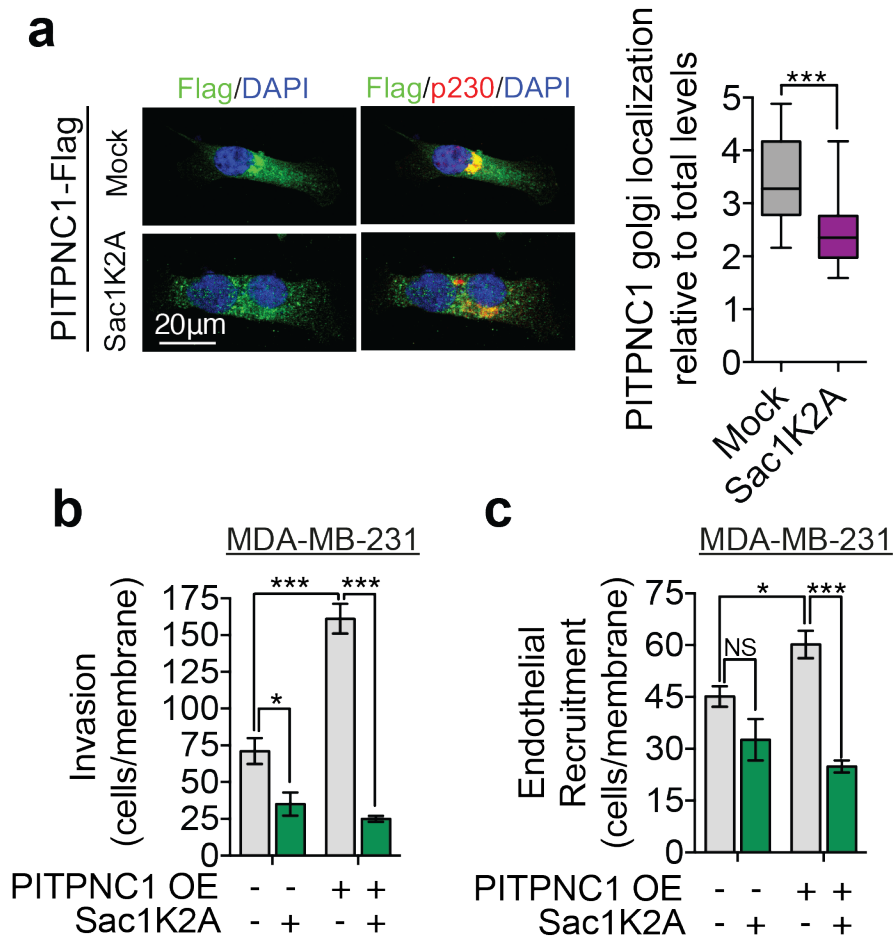 a
Flag/DAPI
Flag/p230/DAPI
PITPNC1-Flag
Mock
Sac1K2A
20μm
PITPNC1 golgi localization
relative to total levels
***
5
4
3
2
1
0
Mock
Sac1K2A
b
MDA-MB-231
Invasion
(cells/membrane)
175
150
125
100
75
50
25
0
***
***
*
PITPNC1 OE - - + +
Sac1K2A - + - +
c
MDA-MB-231
Endothelial
Recruitment
(cells/membrane)
75
60
45
30
15
0
*
***
NS
PITPNC1 OE - - + +
Sac1K2A - + - +